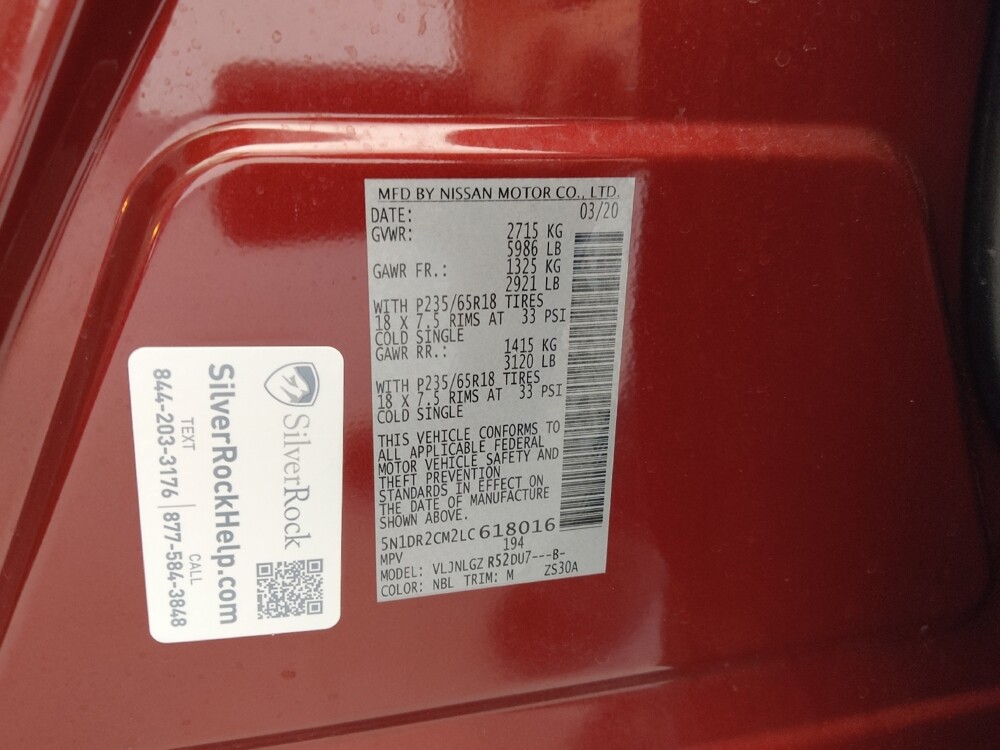 MFD BY NISSAN MOTOR CO., LTD.
DATE: 03/20
GVWR: 2715 KG
5986 LB
GAWR FR.: 1325 KG
2921 LB
WITH P235/65R18 TIRES
18 X 7.5 RIMS AT 33 PSI
COLD SINGLE
GAWR RR.: 1415 KG
3120 LB
WITH P235/65R18 TIRES
18 X 7.5 RIMS AT 33 PSI
COLD SINGLE
THIS VEHICLE CONFORMS TO
ALL APPLICABLE FEDERAL
MOTOR VEHICLE SAFETY AND
THEFT PREVENTION
STANDARDS IN EFFECT ON
THE DATE OF MANUFACTURE
SHOWN ABOVE.
5N1DR2CM2LC618016
MPV 194
MODEL: VLJNLGZ R52DU7---B-
COLOR: NBL TRIM: M ZS30A
SilverRock
SilverRockHelp.com
TEXT CALL
844-203-3176 | 877-584-3848